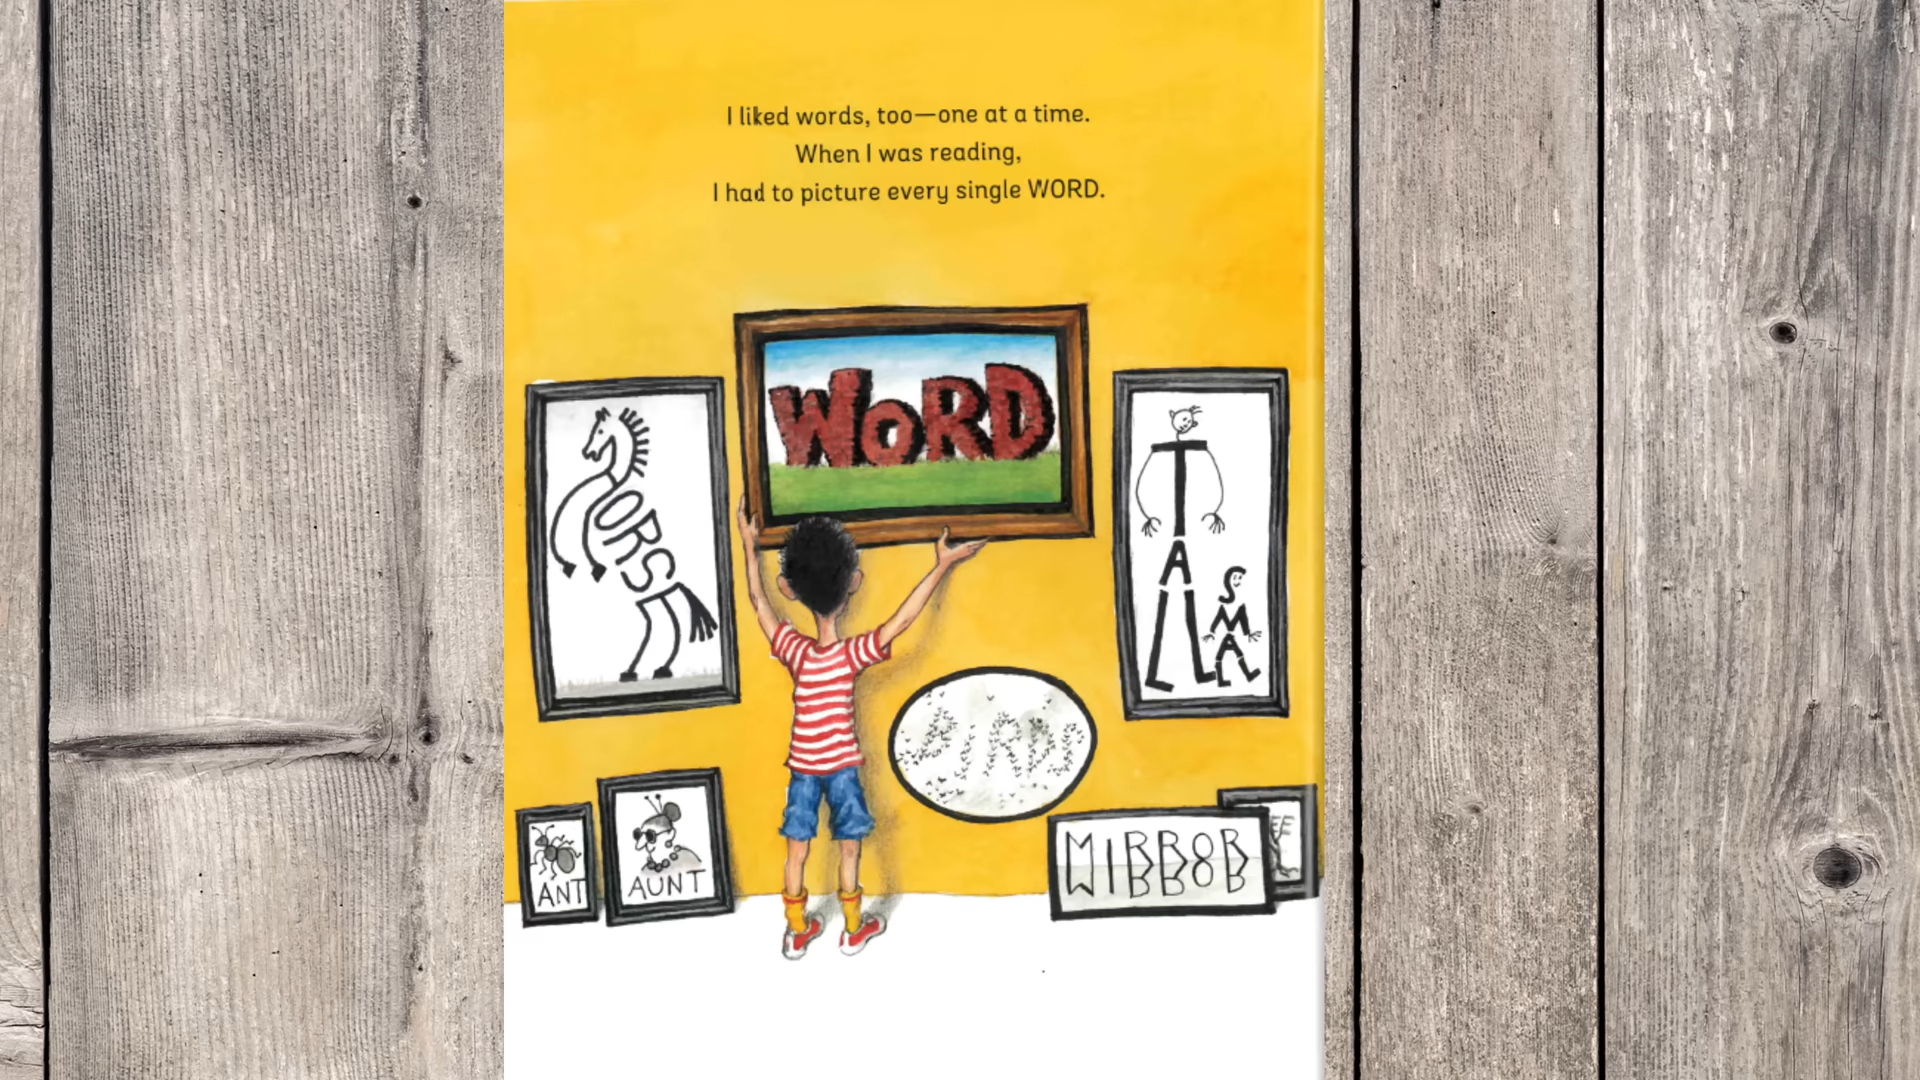 I liked words, too—one at a time.
When I was reading,
I had to picture every single WORD.
WORD
HORSE
TALL
SMALL
BIRDS
ANT
AUNT
MIRROR